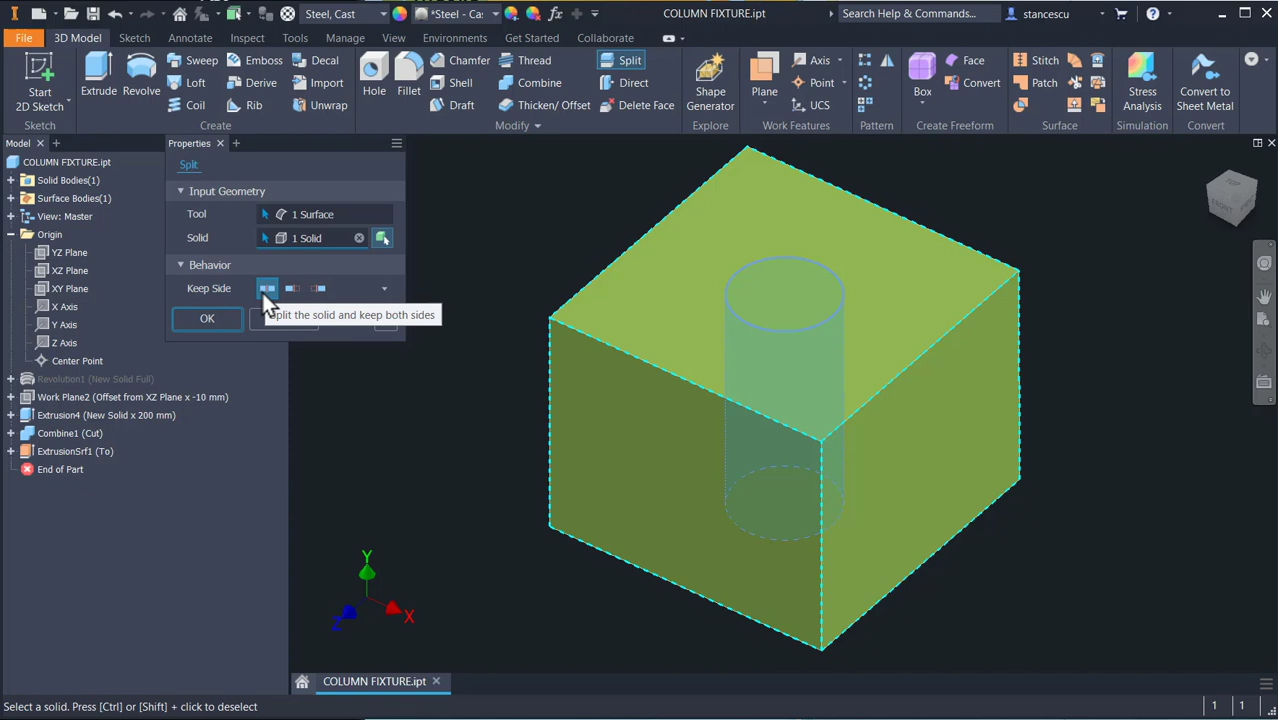 Steel, Cast
*Steel - Cas
COLUMN FIXTURE.ipt
Search Help & Commands...
stancescu
File
3D Model
Sketch
Annotate
Inspect
Tools
Manage
View
Environments
Get Started
Collaborate
Start
2D Sketch
Extrude
Revolve
Sweep
Emboss
Decal
Loft
Derive
Import
Coil
Rib
Unwrap
Hole
Fillet
Chamfer
Thread
Split
Shell
Combine
Direct
Draft
Thicken/ Offset
Delete Face
Shape
Generator
Plane
Axis
Point
UCS
Box
Face
Convert
Stitch
Patch
Stress
Analysis
Convert to
Sheet Metal
Sketch
Create
Modify
Explore
Work Features
Pattern
Create Freeform
Surface
Simulation
Convert
Model
COLUMN FIXTURE.ipt
Solid Bodies(1)
Surface Bodies(1)
View: Master
Origin
YZ Plane
XZ Plane
XY Plane
X Axis
Y Axis
Z Axis
Center Point
Revolution1 (New Solid Full)
Work Plane2 (Offset from XZ Plane x -10 mm)
Extrusion4 (New Solid x 200 mm)
Combine1 (Cut)
ExtrusionSrf1 (To)
End of Part
Properties
Split
Input Geometry
Tool
1 Surface
Solid
1 Solid
Behavior
Keep Side
OK
Split the solid and keep both sides
TOP
FRONT
Y
X
Z
COLUMN FIXTURE.ipt
Select a solid. Press [Ctrl] or [Shift] + click to deselect
1
1